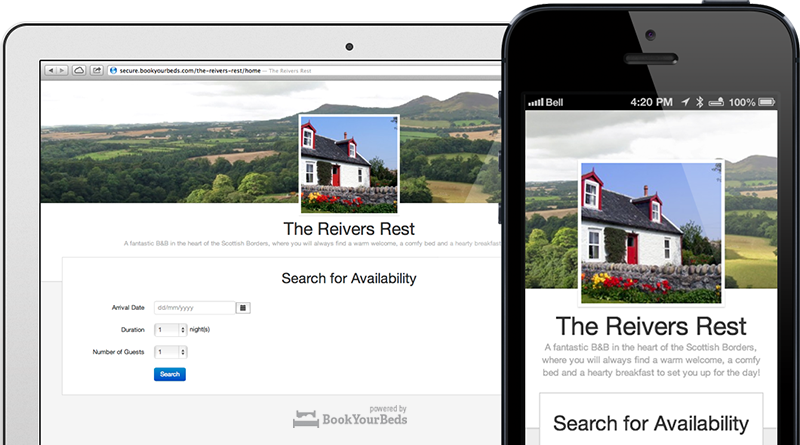 secure.bookyourbeds.com/the-reivers-rest/home — The Reivers Rest
The Reivers Rest
A fantastic B&B in the heart of the Scottish Borders, where you will always find a warm welcome, a comfy bed and a hearty breakfast
Search for Availability
Arrival Date dd/mm/yyyy
Duration 1 night(s)
Number of Guests 1
Search
powered by
BookYourBeds
Bell 4:20 PM 100%
The Reivers Rest
A fantastic B&B in the heart of the Scottish Borders,
where you will always find a warm welcome, a comfy
bed and a hearty breakfast to set you up for the day!
Search for Availability